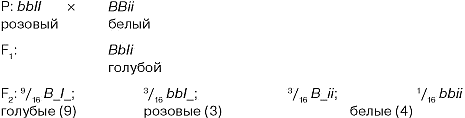 P: bbII × BBii
розовый белый
F₁: BbIi
голубой
F₂: ⁹/₁₆ B_I_; ³/₁₆ bbI_; ³/₁₆ B_ii; ¹/₁₆ bbii
голубые (9) розовые (3) белые (4)